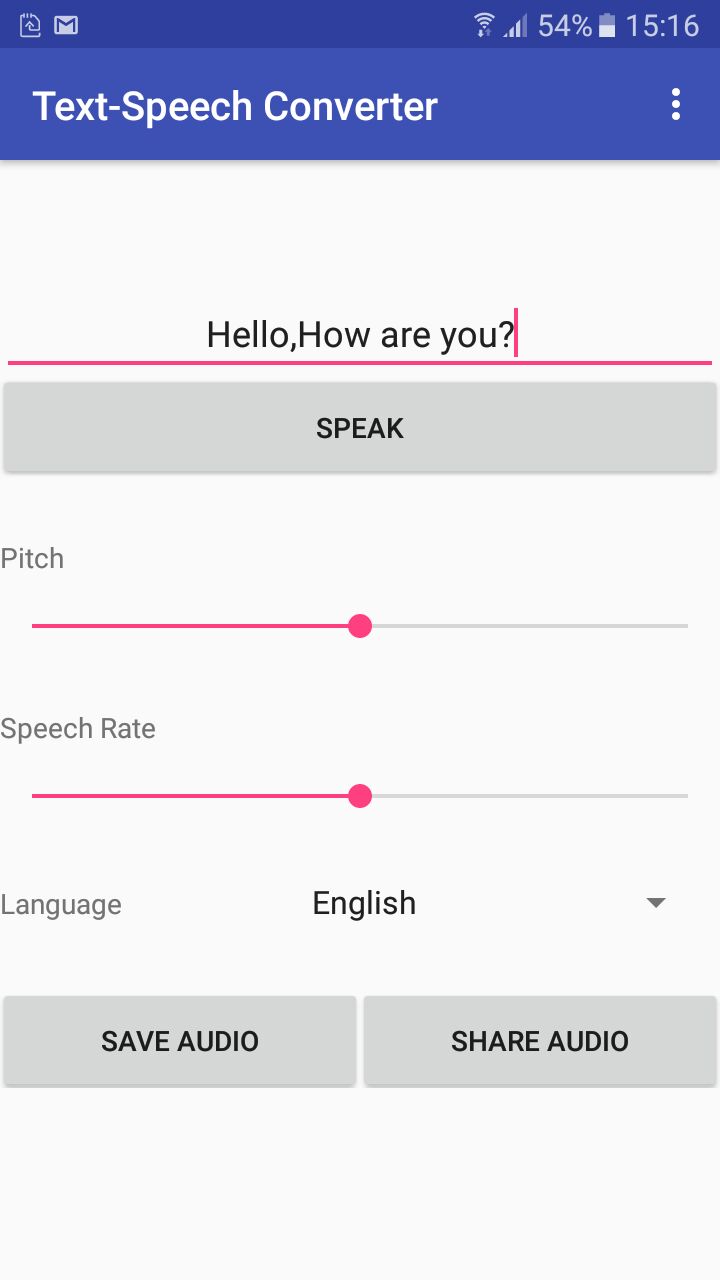 54% 15:16
Text-Speech Converter
Hello,How are you?
SPEAK
Pitch
Speech Rate
Language English
SAVE AUDIO SHARE AUDIO